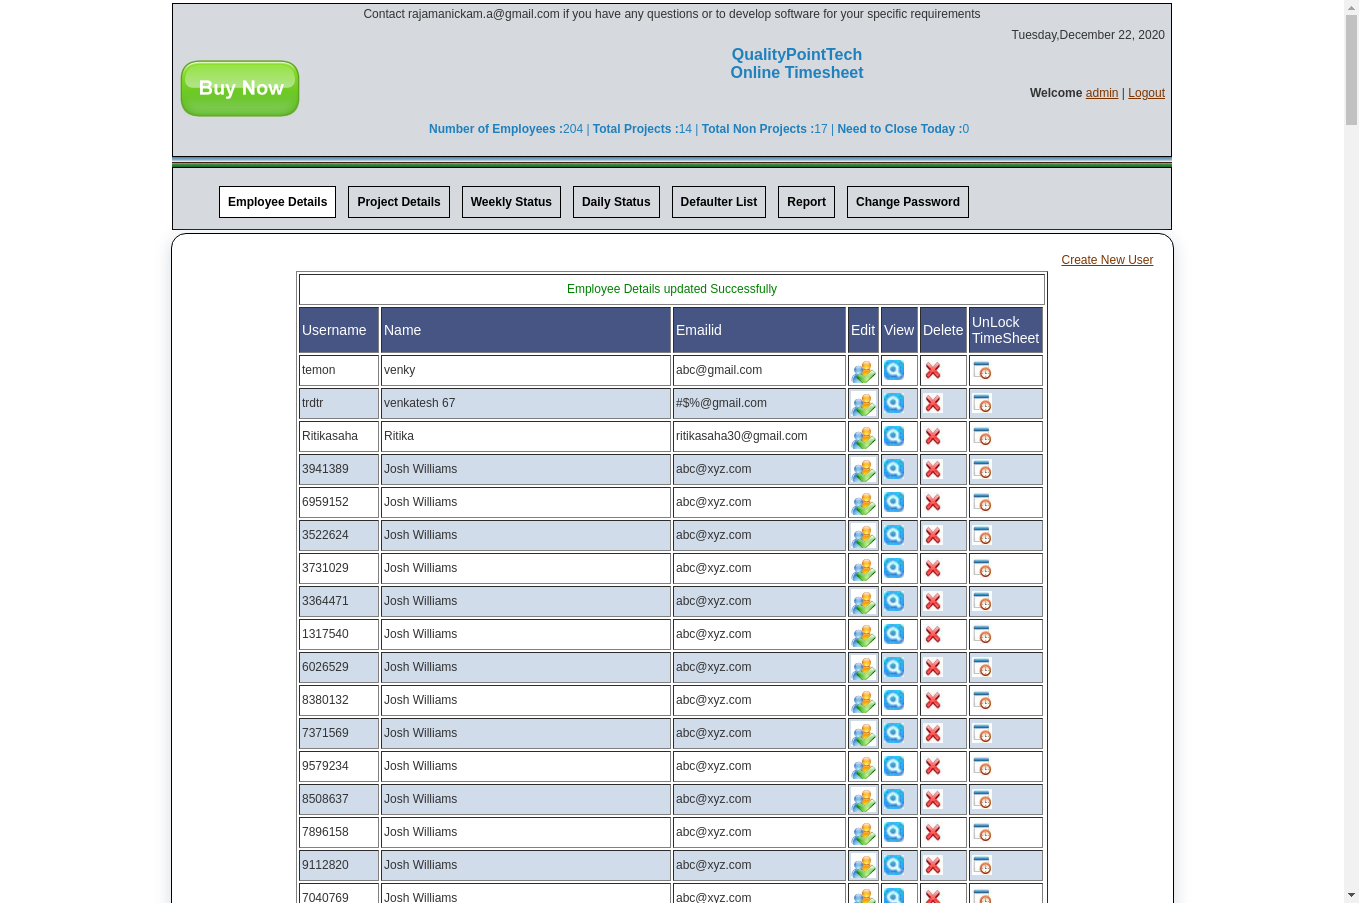 Contact rajamanickam.a@gmail.com if you have any questions or to develop software for your specific requirements
Tuesday,December 22, 2020
QualityPointTech
Online Timesheet
Buy Now
Welcome admin | Logout
Number of Employees :204 | Total Projects :14 | Total Non Projects :17 | Need to Close Today :0
Employee Details Project Details Weekly Status Daily Status Defaulter List Report Change Password
Create New User
Employee Details updated Successfully
Username Name Emailid Edit View Delete UnLock TimeSheet
temon venky abc@gmail.com
trdtr venkatesh 67 #$%@gmail.com
Ritikasaha Ritika ritikasaha30@gmail.com
3941389 Josh Williams abc@xyz.com
6959152 Josh Williams abc@xyz.com
3522624 Josh Williams abc@xyz.com
3731029 Josh Williams abc@xyz.com
3364471 Josh Williams abc@xyz.com
1317540 Josh Williams abc@xyz.com
6026529 Josh Williams abc@xyz.com
8380132 Josh Williams abc@xyz.com
7371569 Josh Williams abc@xyz.com
9579234 Josh Williams abc@xyz.com
8508637 Josh Williams abc@xyz.com
7896158 Josh Williams abc@xyz.com
9112820 Josh Williams abc@xyz.com
7040769 Josh Williams abc@xyz.com